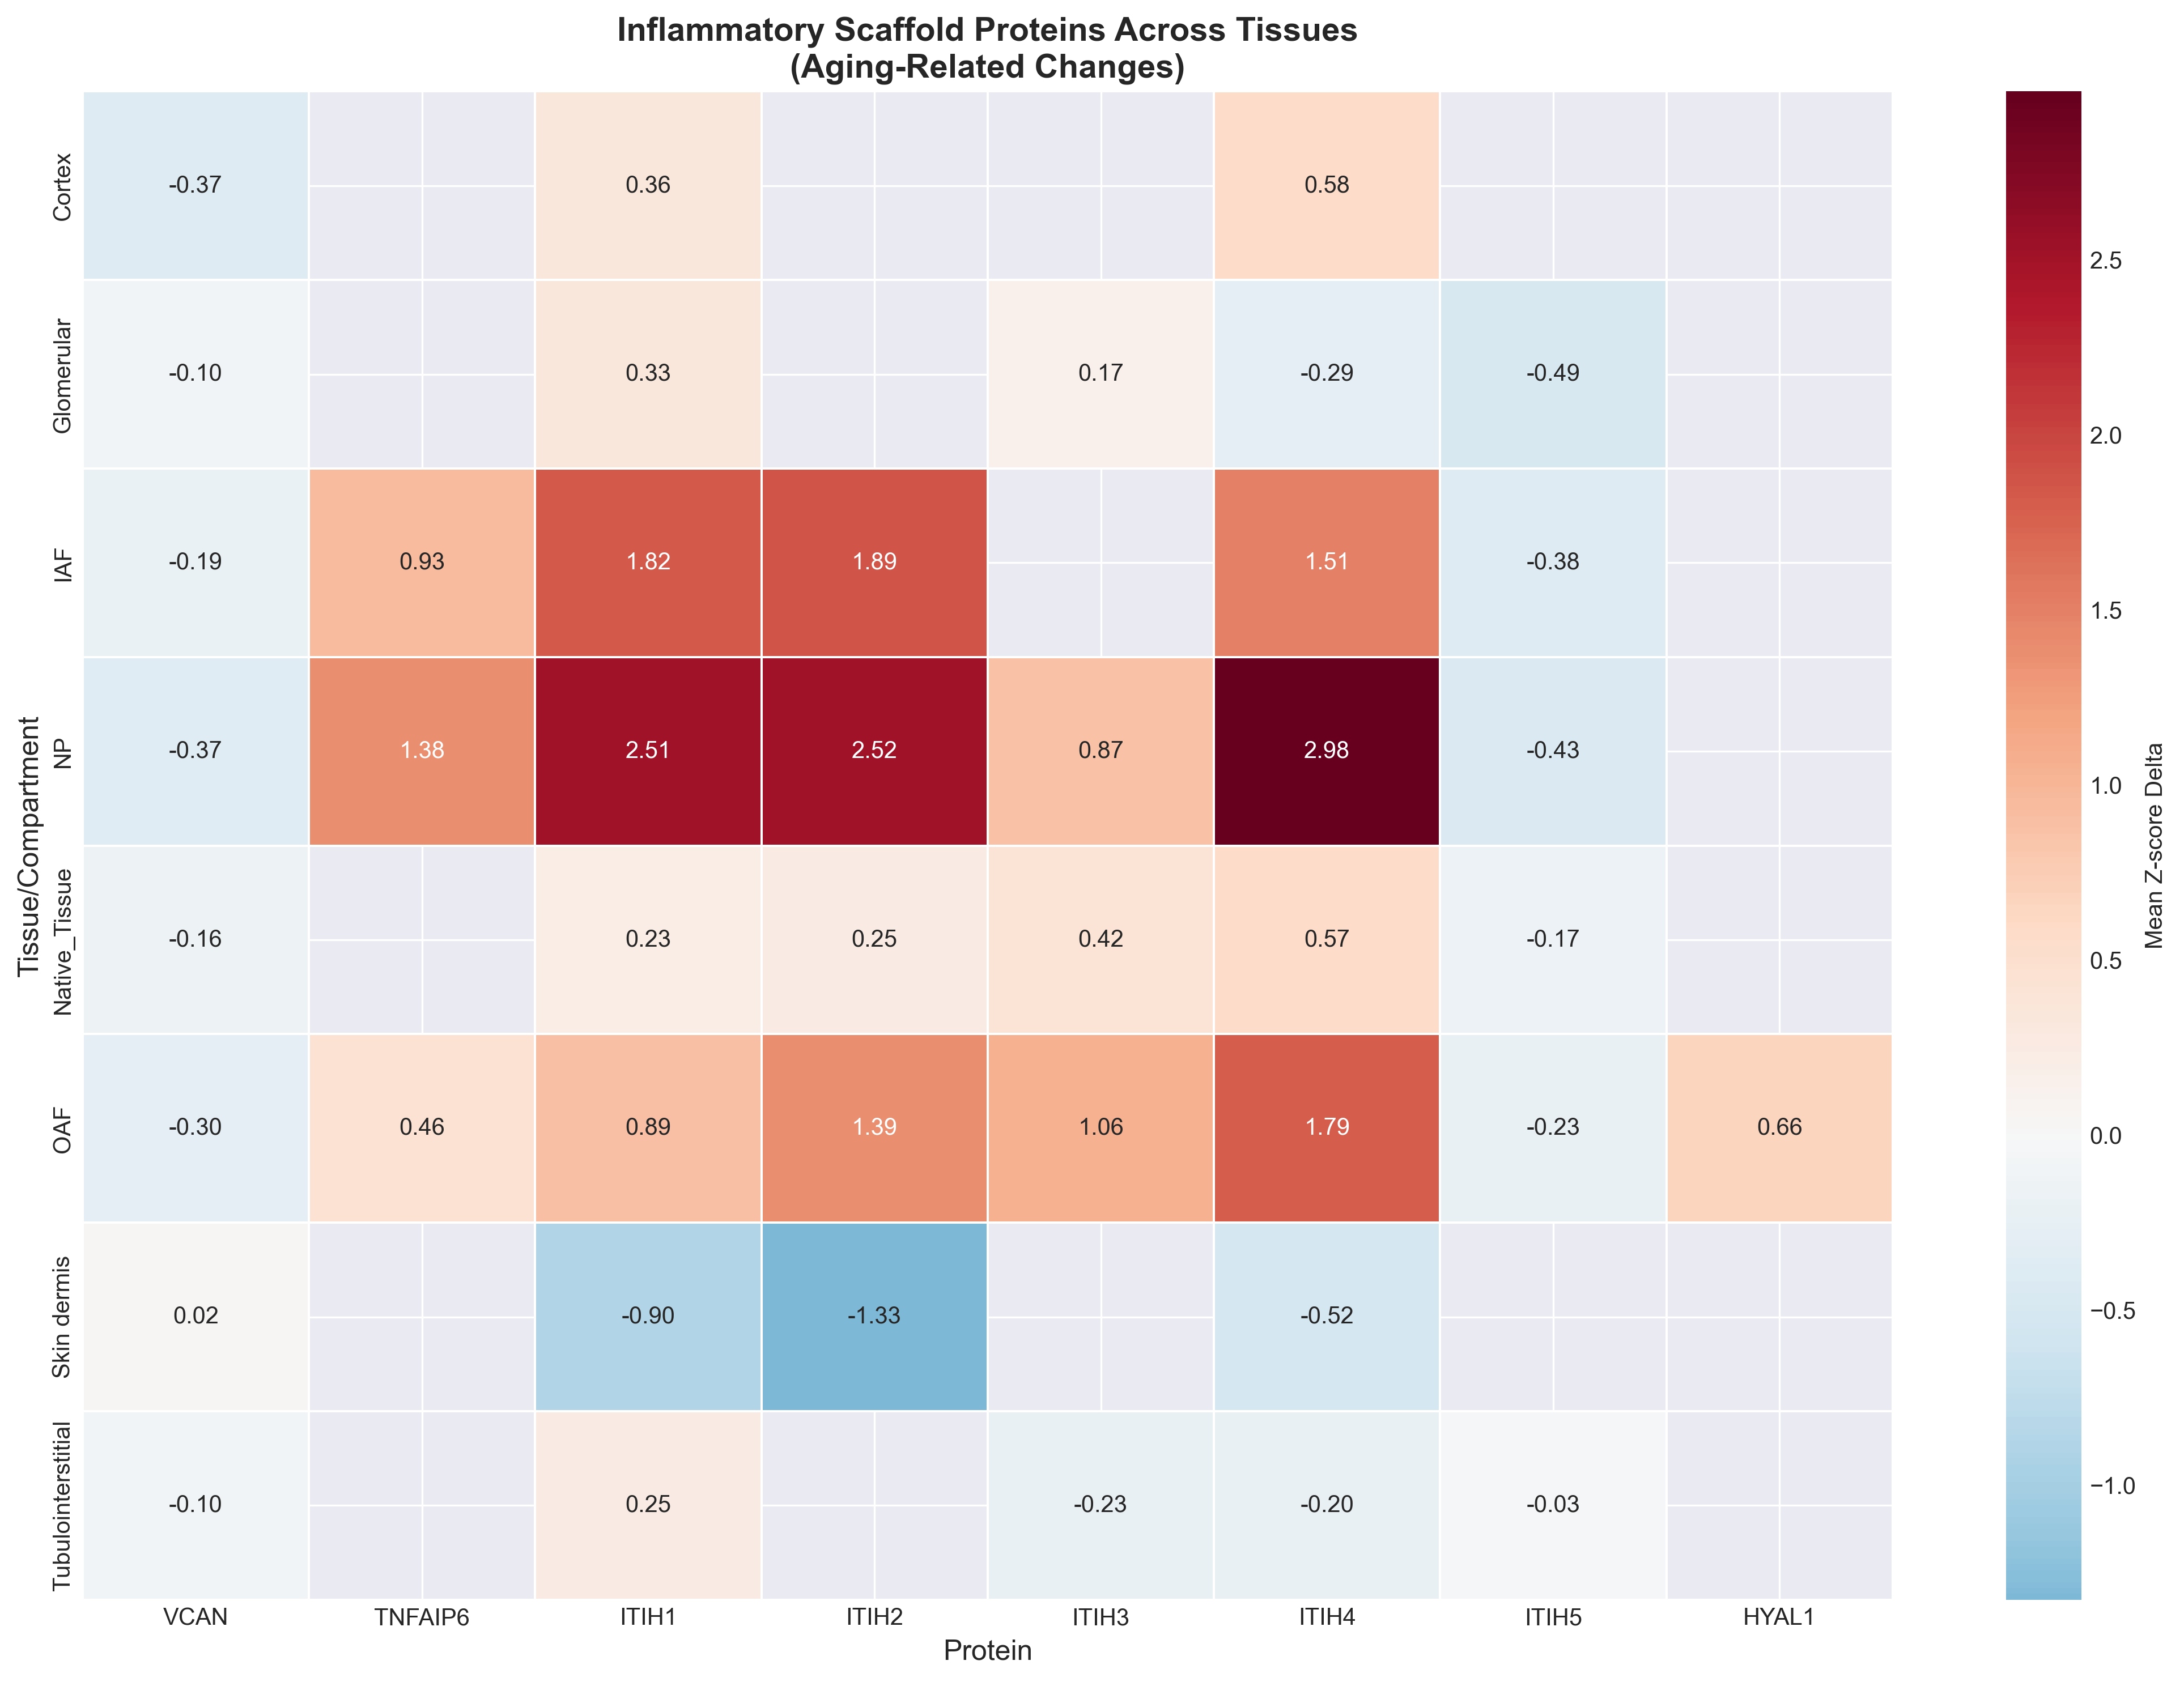 Inflammatory Scaffold Proteins Across Tissues
(Aging-Related Changes)
Tissue/Compartment
Cortex
-0.37
0.36
0.58
Glomerular
-0.10
0.33
0.17
-0.29
-0.49
IAF
-0.19
0.93
1.82
1.89
1.51
-0.38
NP
-0.37
1.38
2.51
2.52
0.87
2.98
-0.43
Native_Tissue
-0.16
0.23
0.25
0.42
0.57
-0.17
OAF
-0.30
0.46
0.89
1.39
1.06
1.79
-0.23
0.66
Skin dermis
0.02
-0.90
-1.33
-0.52
Tubulointerstitial
-0.10
0.25
-0.23
-0.20
-0.03
VCAN
TNFAIP6
ITIH1
ITIH2
ITIH3
ITIH4
ITIH5
HYAL1
Protein
2.5
2.0
1.5
1.0
0.5
0.0
−0.5
−1.0
Mean Z-score Delta